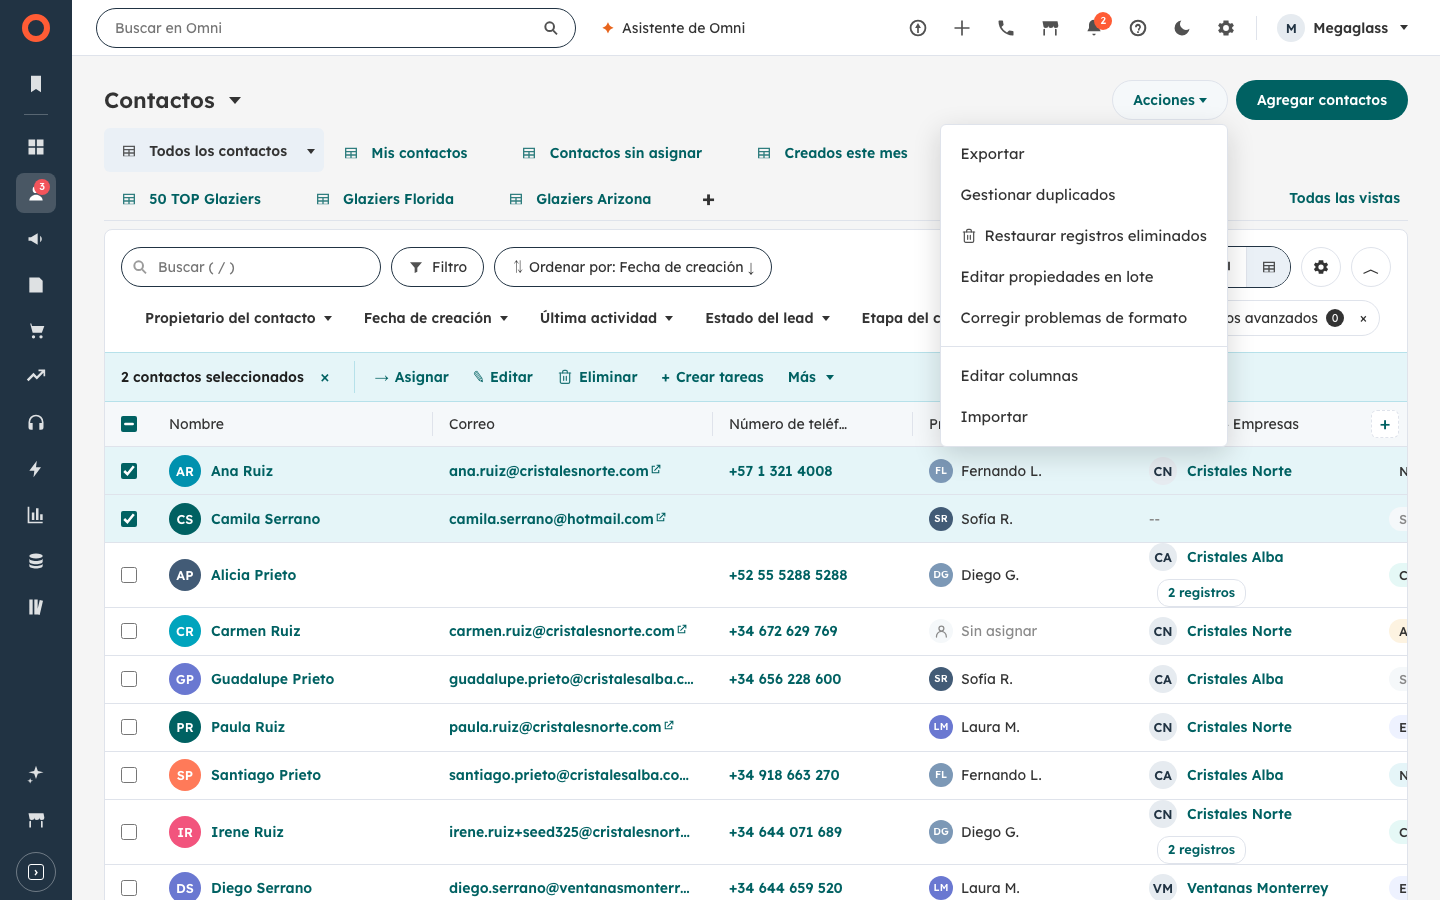 Buscar en Omni
Asistente de Omni
2
M
Megaglass
3
Contactos
Acciones
Agregar contactos
Todos los contactos
Mis contactos
Contactos sin asignar
Creados este mes
50 TOP Glaziers
Glaziers Florida
Glaziers Arizona
+
Todas las vistas
Exportar
Gestionar duplicados
Restaurar registros eliminados
Editar propiedades en lote
Corregir problemas de formato
Editar columnas
Importar
Buscar ( / )
Filtro
Ordenar por: Fecha de creación ↓
Propietario del contacto
Fecha de creación
Última actividad
Estado del lead
Etapa del c
os avanzados 0 ×
2 contactos seleccionados ×
→ Asignar
✎ Editar
Eliminar
+ Crear tareas
Más
Nombre
Correo
Número de teléf...
Pr
Empresas
+
AR Ana Ruiz ana.ruiz@cristalesnorte.com +57 1 321 4008 FL Fernando L. CN Cristales Norte N
CS Camila Serrano camila.serrano@hotmail.com SR Sofía R. -- S
AP Alicia Prieto +52 55 5288 5288 DG Diego G. CA Cristales Alba C
2 registros
CR Carmen Ruiz carmen.ruiz@cristalesnorte.com +34 672 629 769 Sin asignar CN Cristales Norte A
GP Guadalupe Prieto guadalupe.prieto@cristalesalba.c... +34 656 228 600 SR Sofía R. CA Cristales Alba S
PR Paula Ruiz paula.ruiz@cristalesnorte.com LM Laura M. CN Cristales Norte E
SP Santiago Prieto santiago.prieto@cristalesalba.co... +34 918 663 270 FL Fernando L. CA Cristales Alba N
IR Irene Ruiz irene.ruiz+seed325@cristalesnort... +34 644 071 689 DG Diego G. CN Cristales Norte C
2 registros
DS Diego Serrano diego.serrano@ventanasmonterr... +34 644 659 520 LM Laura M. VM Ventanas Monterrey E